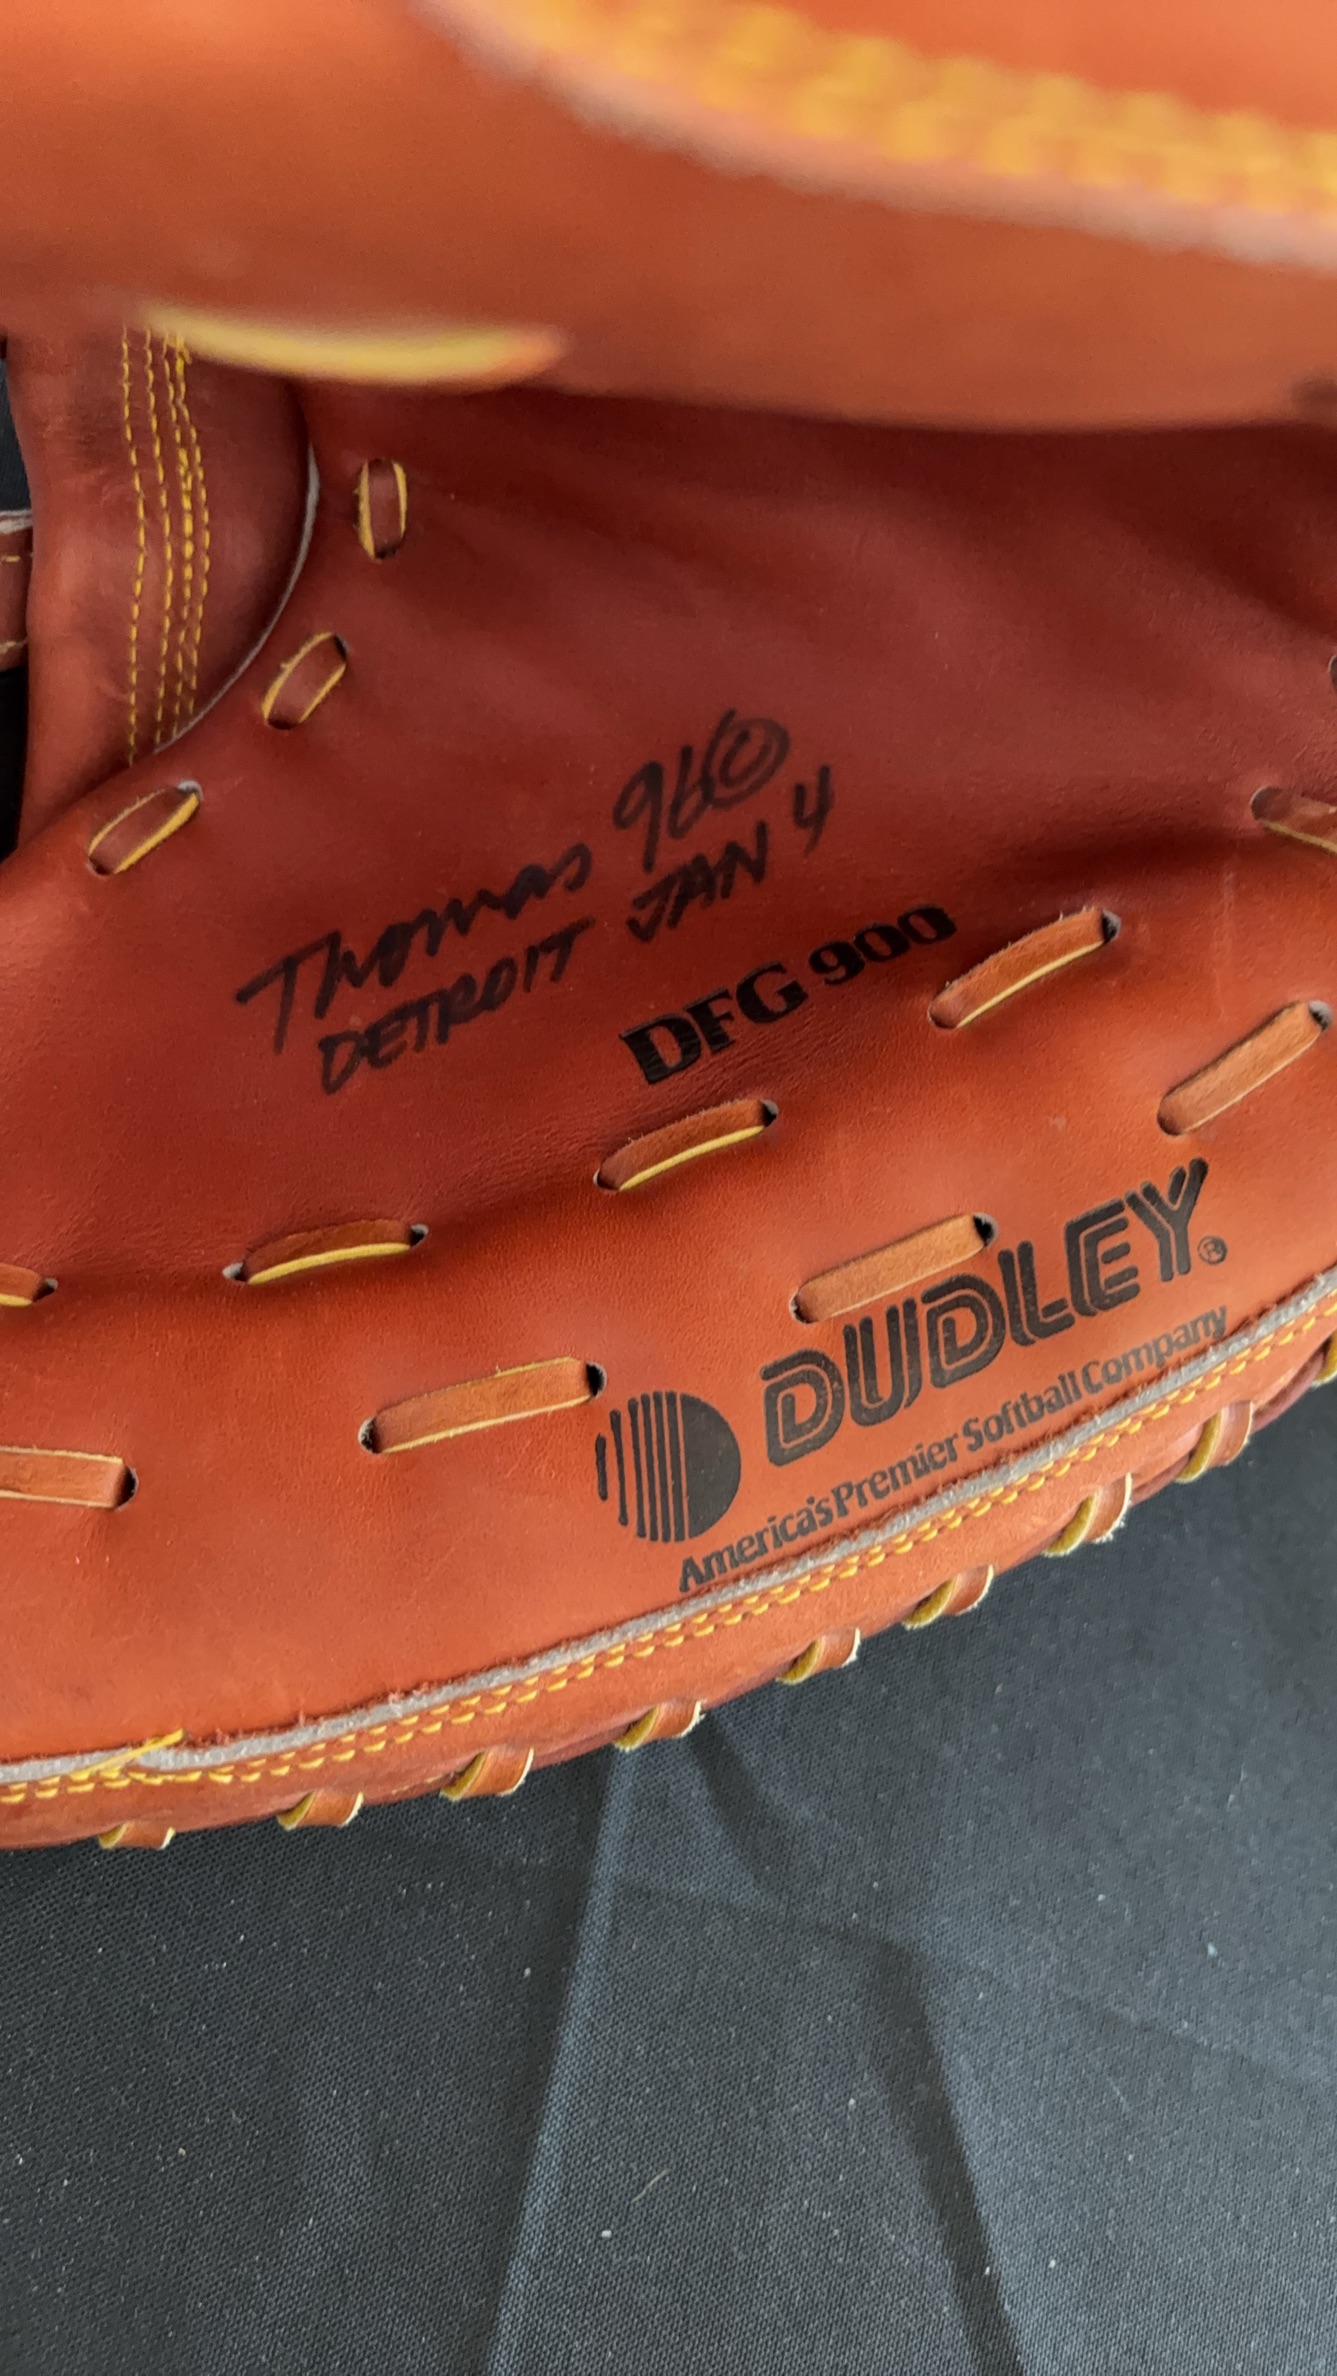 Thomas 96©
DETROIT JAN 4
DFG 900
DUDLEY®
America's Premier Softball Company